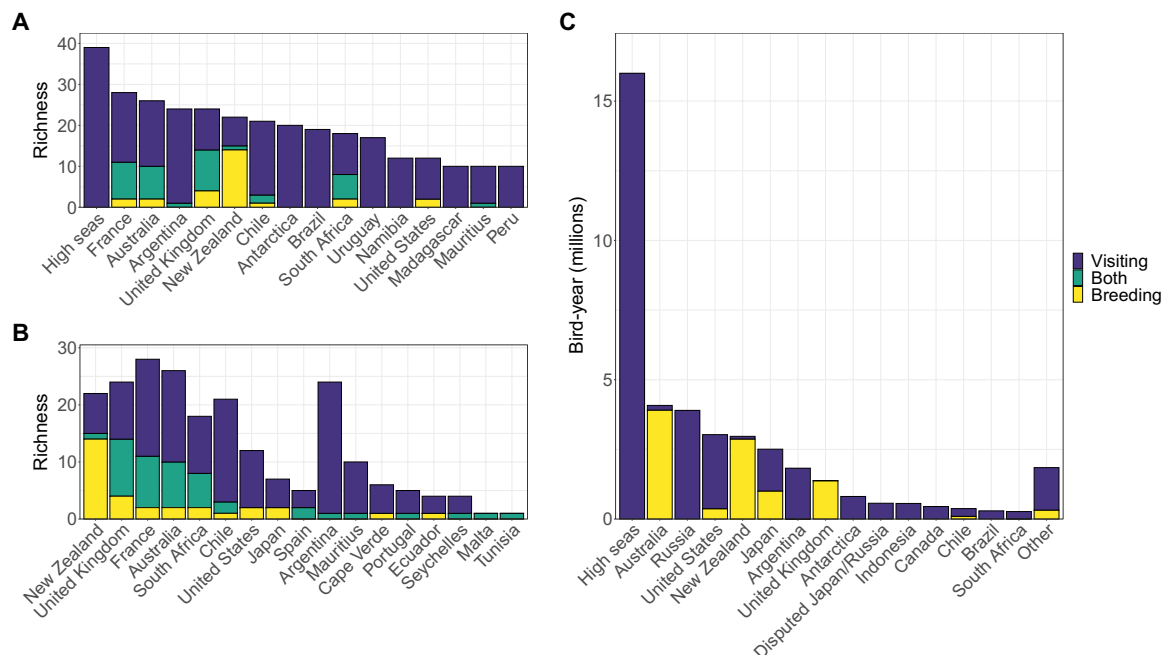 A
Richness
40
30
20
10
0
High seas
France
Australia
Argentina
United Kingdom
New Zealand
Chile
Antarctica
Brazil
South Africa
Uruguay
Namibia
United States
Madagascar
Mauritius
Peru
B
Richness
30
20
10
0
New Zealand
United Kingdom
France
Australia
South Africa
Chile
United States
Japan
Spain
Argentina
Mauritius
Cape Verde
Portugal
Ecuador
Seychelles
Malta
Tunisia
C
Bird-year (millions)
15
10
5
0
High seas
Australia
Russia
United States
New Zealand
Japan
Argentina
United Kingdom
Antarctica
Disputed Japan/Russia
Indonesia
Canada
Chile
Brazil
South Africa
Other
Visiting
Both
Breeding